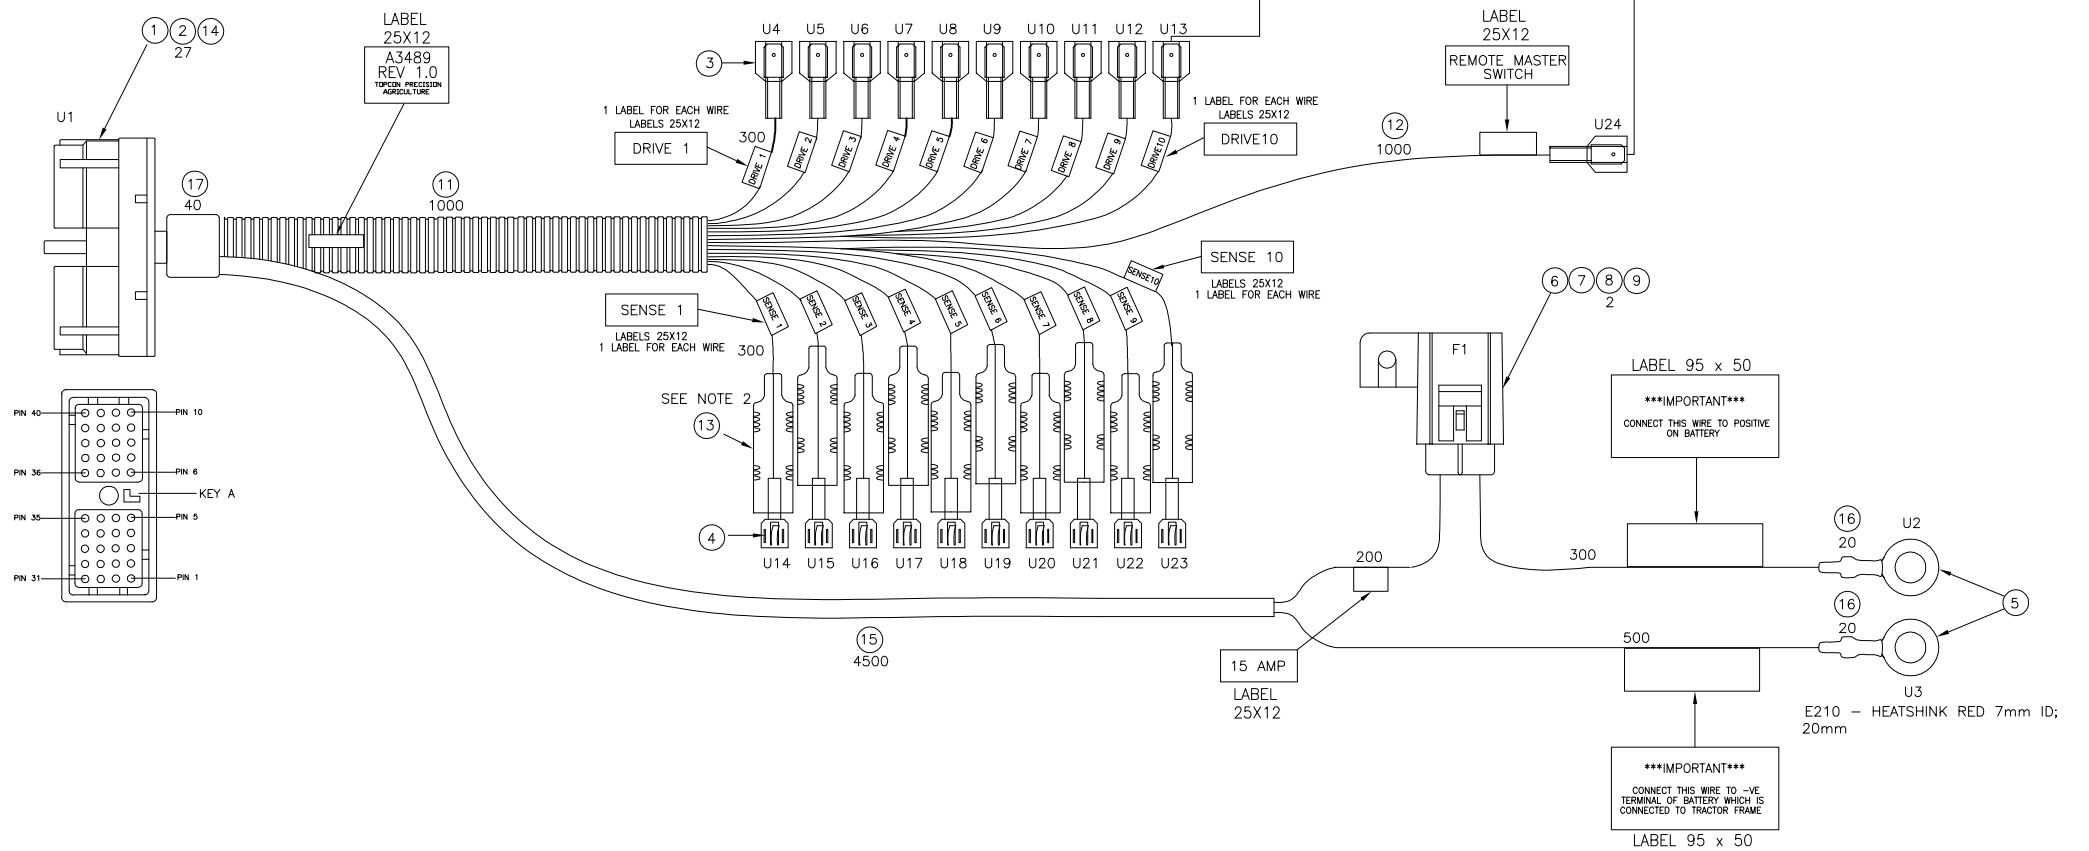 1 2 14
27
LABEL
25X12
A3489
REV 1.0
TOPCON PRECISION
AGRICULTURE
U1
17
40
11
1000
3
U4 U5 U6 U7 U8 U9 U10 U11 U12 U13
1 LABEL FOR EACH WIRE
LABELS 25X12
DRIVE 1
300
DRIVE 1
DRIVE 2
DRIVE 3
DRIVE 4
DRIVE 5
DRIVE 6
DRIVE 7
DRIVE 8
DRIVE 9
DRIVE10
1 LABEL FOR EACH WIRE
LABELS 25X12
DRIVE10
LABEL
25X12
REMOTE MASTER
SWITCH
12
1000
U24
SENSE 1
LABELS 25X12
1 LABEL FOR EACH WIRE
300
SENSE 1
SENSE 2
SENSE 3
SENSE 4
SENSE 5
SENSE 6
SENSE 7
SENSE 8
SENSE 9
SENSE10
SENSE 10
LABELS 25X12
1 LABEL FOR EACH WIRE
SEE NOTE 2
13
4
U14 U15 U16 U17 U18 U19 U20 U21 U22 U23
6 7 8 9
2
F1
LABEL 95 x 50
***IMPORTANT***
CONNECT THIS WIRE TO POSITIVE
ON BATTERY
PIN 40
PIN 10
PIN 36
PIN 6
KEY A
PIN 35
PIN 5
PIN 31
PIN 1
15
4500
200
300
16
20
U2
5
16
20
500
15 AMP
LABEL
25X12
U3
E210 - HEATSHINK RED 7mm ID;
20mm
***IMPORTANT***
CONNECT THIS WIRE TO -VE
TERMINAL OF BATTERY WHICH IS
CONNECTED TO TRACTOR FRAME
LABEL 95 x 50